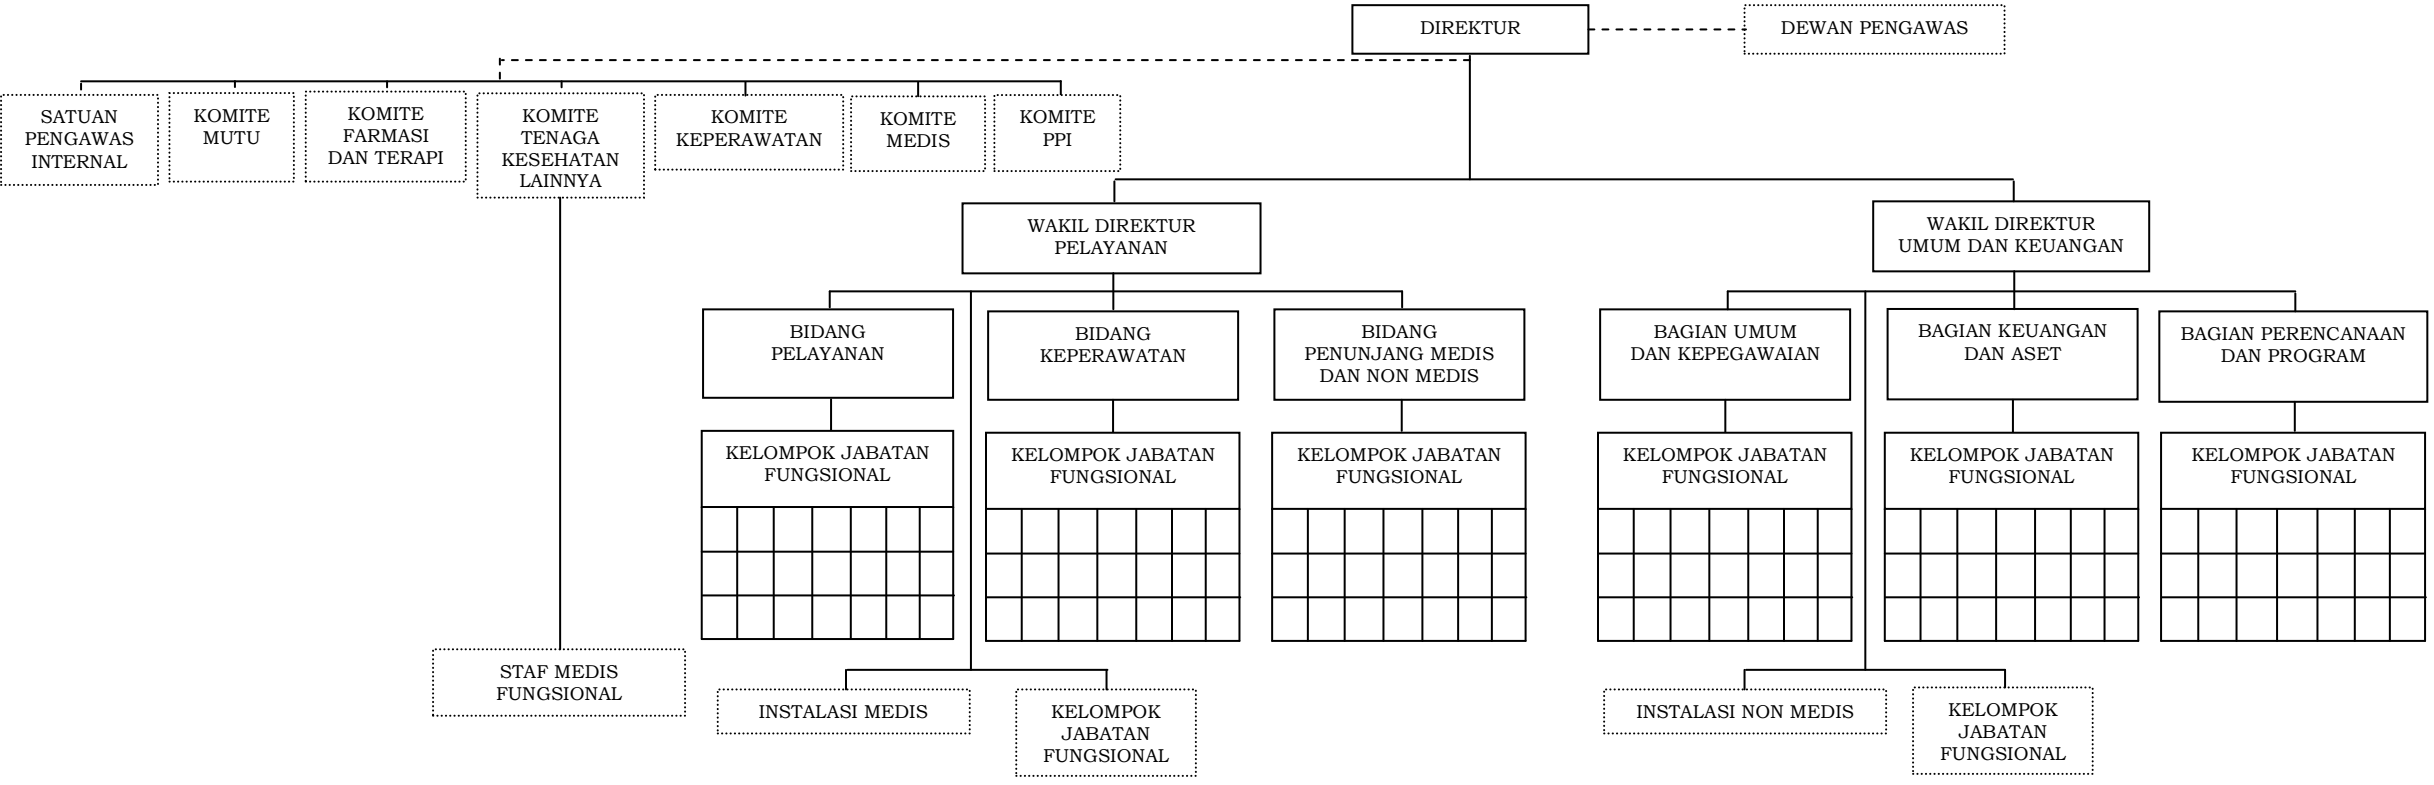 DIREKTUR
DEWAN PENGAWAS
SATUAN
PENGAWAS
INTERNAL
KOMITE
MUTU
KOMITE
FARMASI
DAN TERAPI
KOMITE
TENAGA
KESEHATAN
LAINNYA
KOMITE
KEPERAWATAN
KOMITE
MEDIS
KOMITE
PPI
WAKIL DIREKTUR
PELAYANAN
WAKIL DIREKTUR
UMUM DAN KEUANGAN
BIDANG
PELAYANAN
BIDANG
KEPERAWATAN
BIDANG
PENUNJANG MEDIS
DAN NON MEDIS
BAGIAN UMUM
DAN KEPEGAWAIAN
BAGIAN KEUANGAN
DAN ASET
BAGIAN PERENCANAAN
DAN PROGRAM
KELOMPOK JABATAN
FUNGSIONAL
KELOMPOK JABATAN
FUNGSIONAL
KELOMPOK JABATAN
FUNGSIONAL
KELOMPOK JABATAN
FUNGSIONAL
KELOMPOK JABATAN
FUNGSIONAL
KELOMPOK JABATAN
FUNGSIONAL
STAF MEDIS
FUNGSIONAL
INSTALASI MEDIS
KELOMPOK
JABATAN
FUNGSIONAL
INSTALASI NON MEDIS
KELOMPOK
JABATAN
FUNGSIONAL